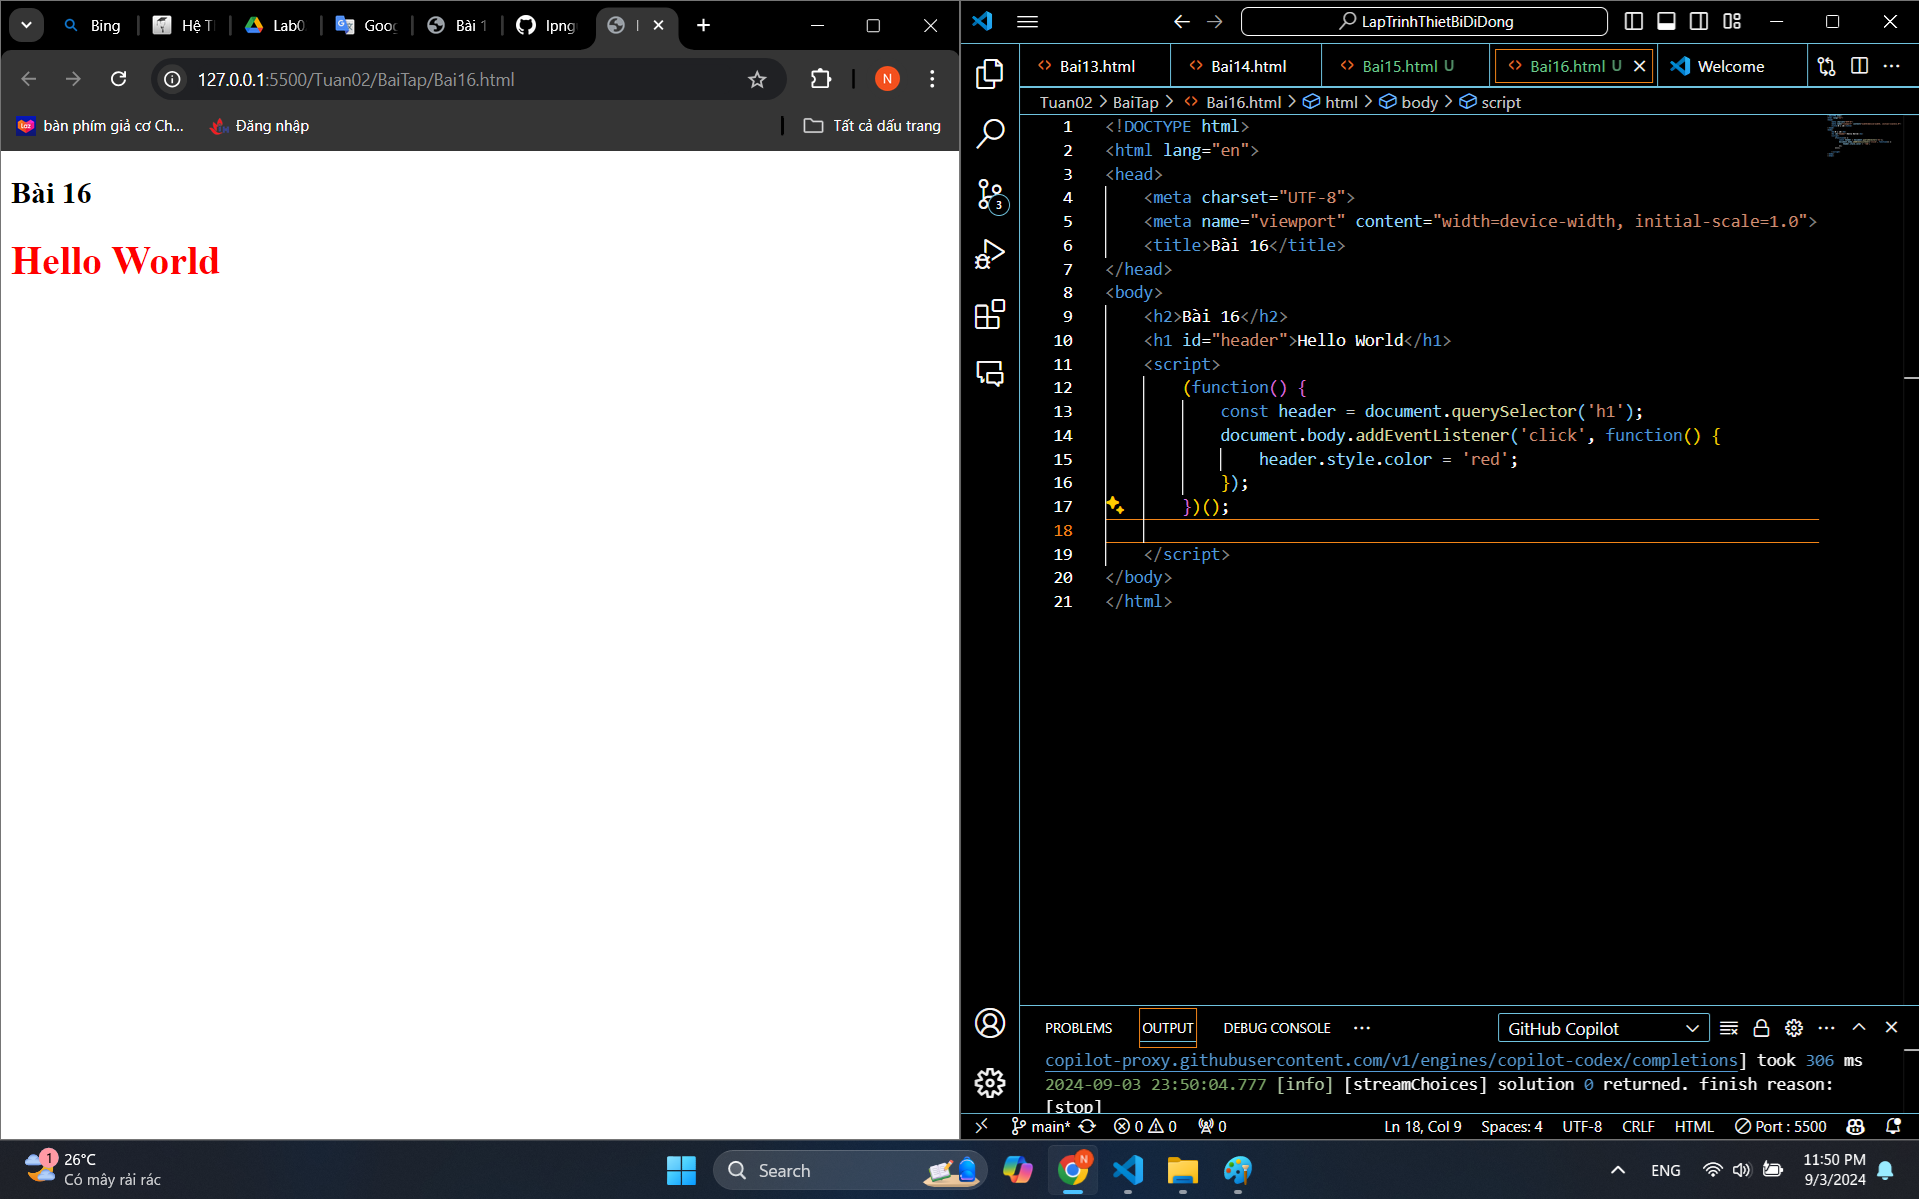 Bing
Hệ T
Lab0
Goo
Bài 1
lpng
127.0.0.1:5500/Tuan02/BaiTap/Bai16.html
N
bàn phím giả cơ Ch...
Đăng nhập
Tất cả dấu trang
Bài 16
Hello World
LapTrinhThietBiDiDong
Bai13.html
Bai14.html
Bai15.html U
Bai16.html U
Welcome
Tuan02 > BaiTap > Bai16.html > html > body > script
1 <!DOCTYPE html>
2 <html lang="en">
3 <head>
4 <meta charset="UTF-8">
5 <meta name="viewport" content="width=device-width, initial-scale=1.0">
6 <title>Bài 16</title>
7 </head>
8 <body>
9 <h2>Bài 16</h2>
10 <h1 id="header">Hello World</h1>
11 <script>
12 (function() {
13 const header = document.querySelector('h1');
14 document.body.addEventListener('click', function() {
15 header.style.color = 'red';
16 });
17 })();
18
19 </script>
20 </body>
21 </html>
3
PROBLEMS OUTPUT DEBUG CONSOLE ···
GitHub Copilot
copilot-proxy.githubusercontent.com/v1/engines/copilot-codex/completions] took 306 ms
2024-09-03 23:50:04.777 [info] [streamChoices] solution 0 returned. finish reason:
[stop]
main* 0 0 0
Ln 18, Col 9 Spaces: 4 UTF-8 CRLF HTML Port : 5500
1
26°C
Có mây rải rác
Search
N
ENG
11:50 PM
9/3/2024